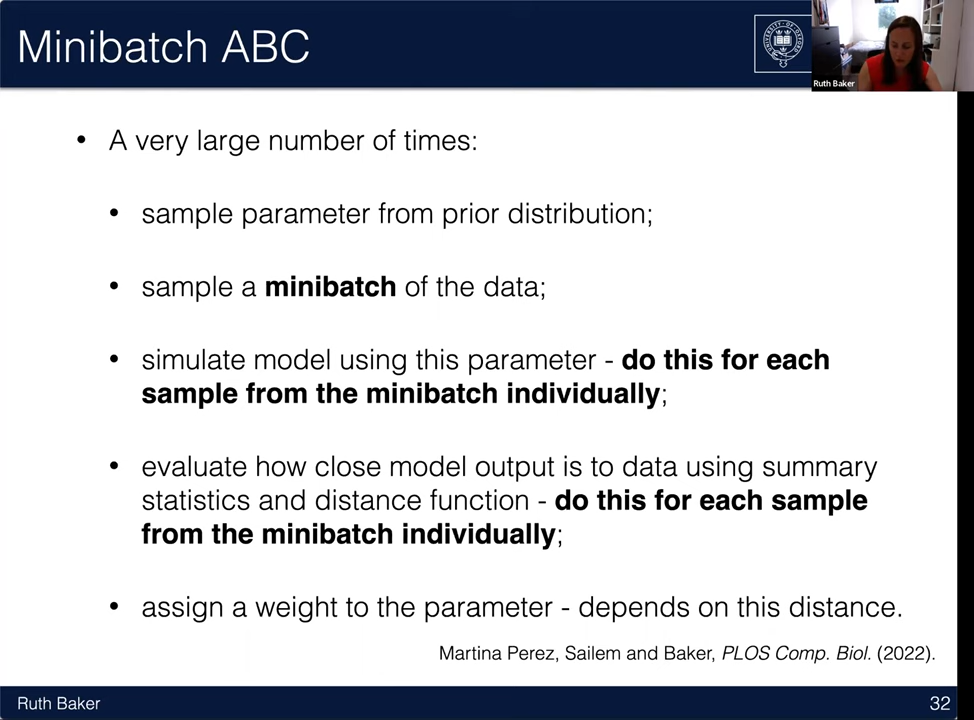 Minibatch ABC
UNIVERSITY OF OXFORD
Ruth Baker
• A very large number of times:
• sample parameter from prior distribution;
• sample a minibatch of the data;
• simulate model using this parameter - do this for each
sample from the minibatch individually;
• evaluate how close model output is to data using summary
statistics and distance function - do this for each sample
from the minibatch individually;
• assign a weight to the parameter - depends on this distance.
Martina Perez, Sailem and Baker, PLOS Comp. Biol. (2022).
Ruth Baker
32